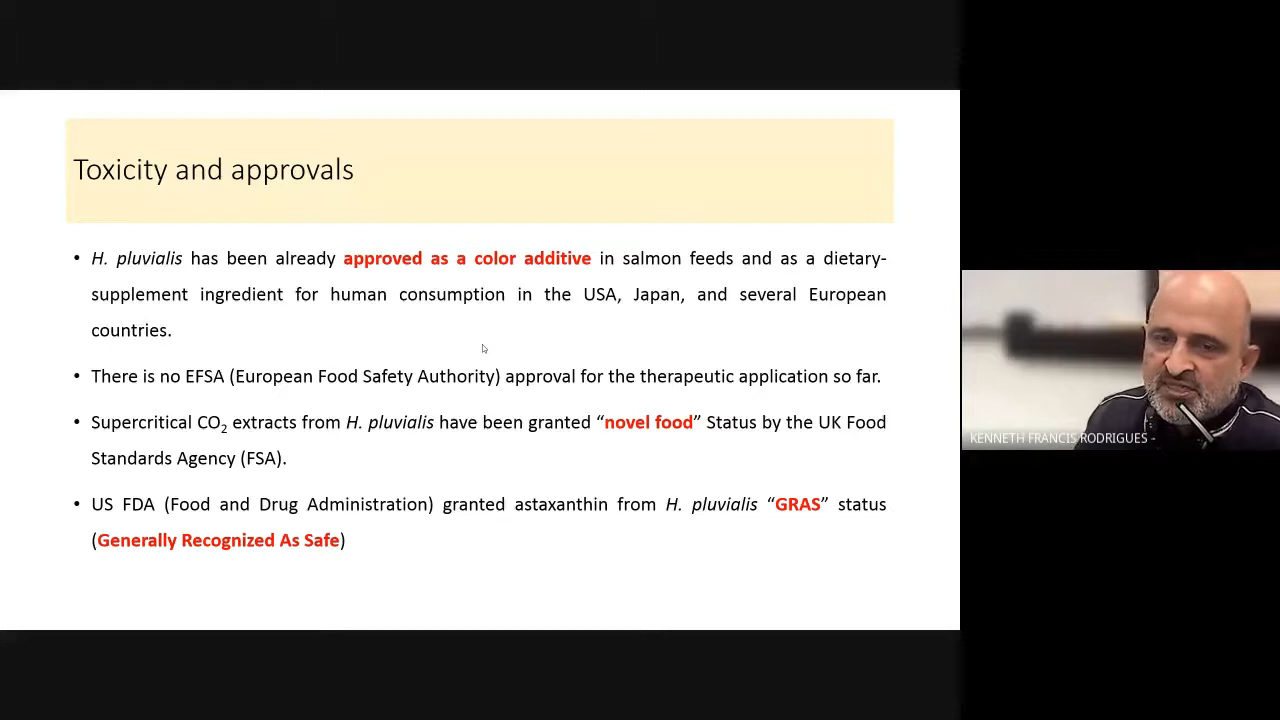 Toxicity and approvals
• H. pluvialis has been already approved as a color additive in salmon feeds and as a dietary-
supplement ingredient for human consumption in the USA, Japan, and several European
countries.
• There is no EFSA (European Food Safety Authority) approval for the therapeutic application so far.
• Supercritical CO2 extracts from H. pluvialis have been granted “novel food” Status by the UK Food
Standards Agency (FSA).
• US FDA (Food and Drug Administration) granted astaxanthin from H. pluvialis “GRAS” status
(Generally Recognized As Safe)
KENNETH FRANCIS RODRIGUES -